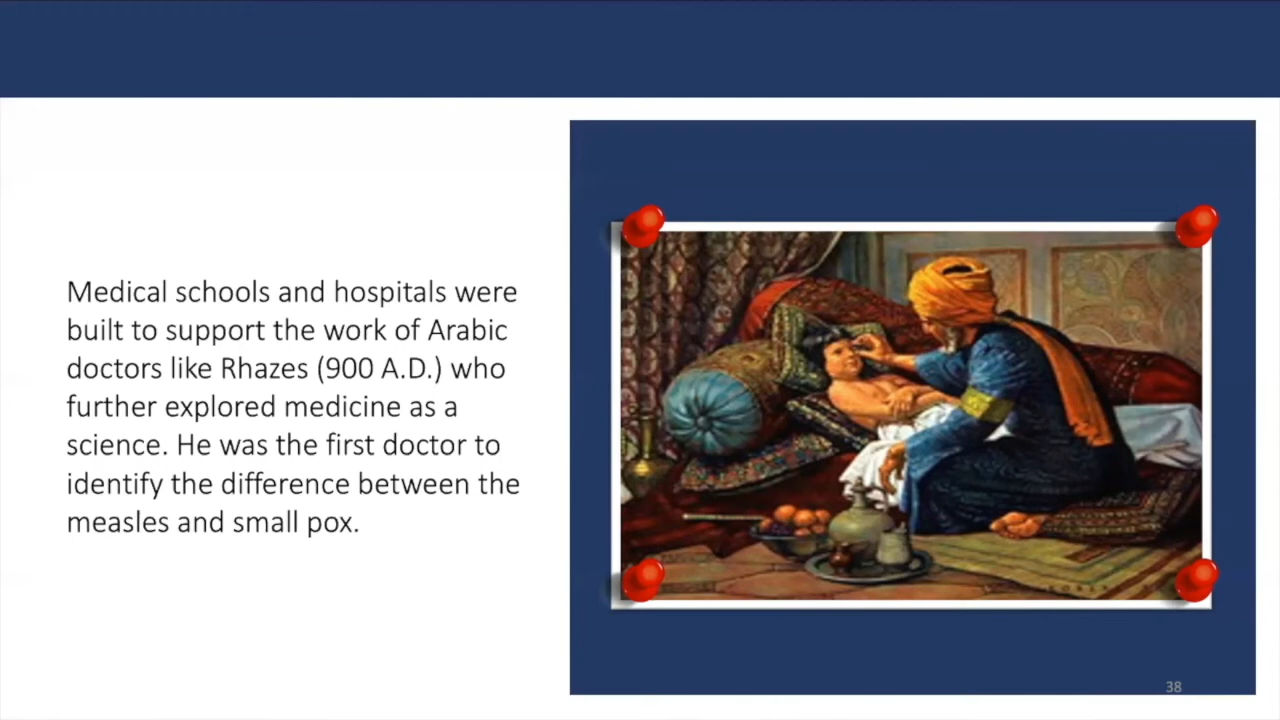 Medical schools and hospitals were
built to support the work of Arabic
doctors like Rhazes (900 A.D.) who
further explored medicine as a
science. He was the first doctor to
identify the difference between the
measles and small pox.
38